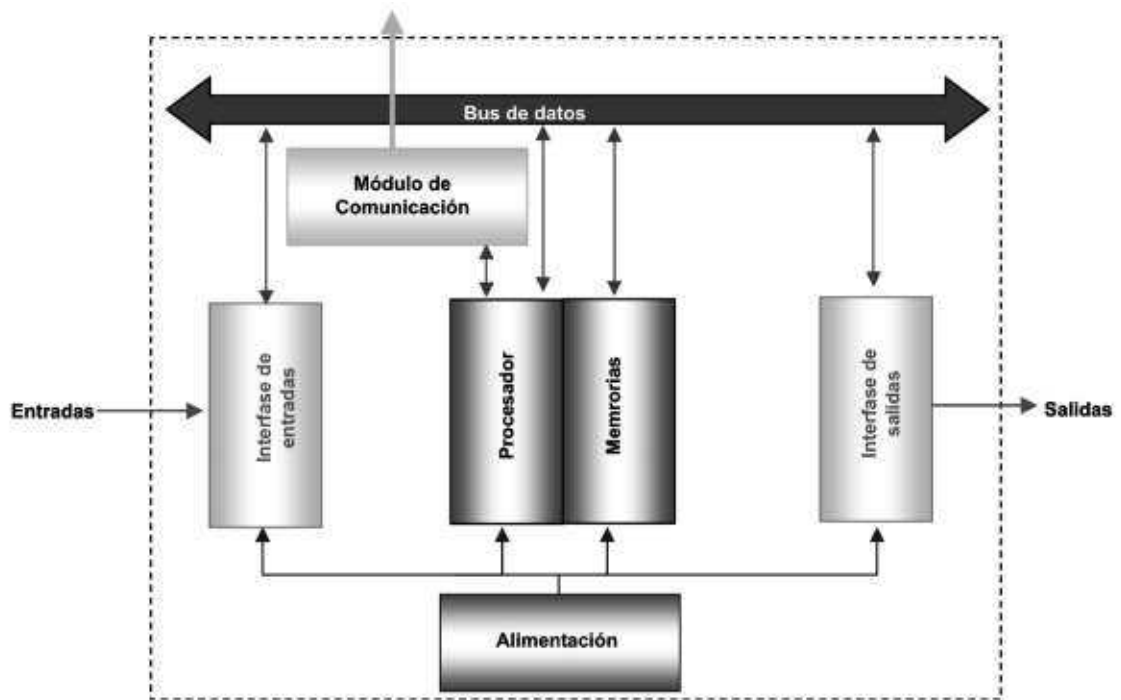 Bus de datos
Módulo de
Comunicación
Entradas
Interfase de
entradas
Procesador
Memrorias
Interfase de
salidas
Salidas
Alimentación